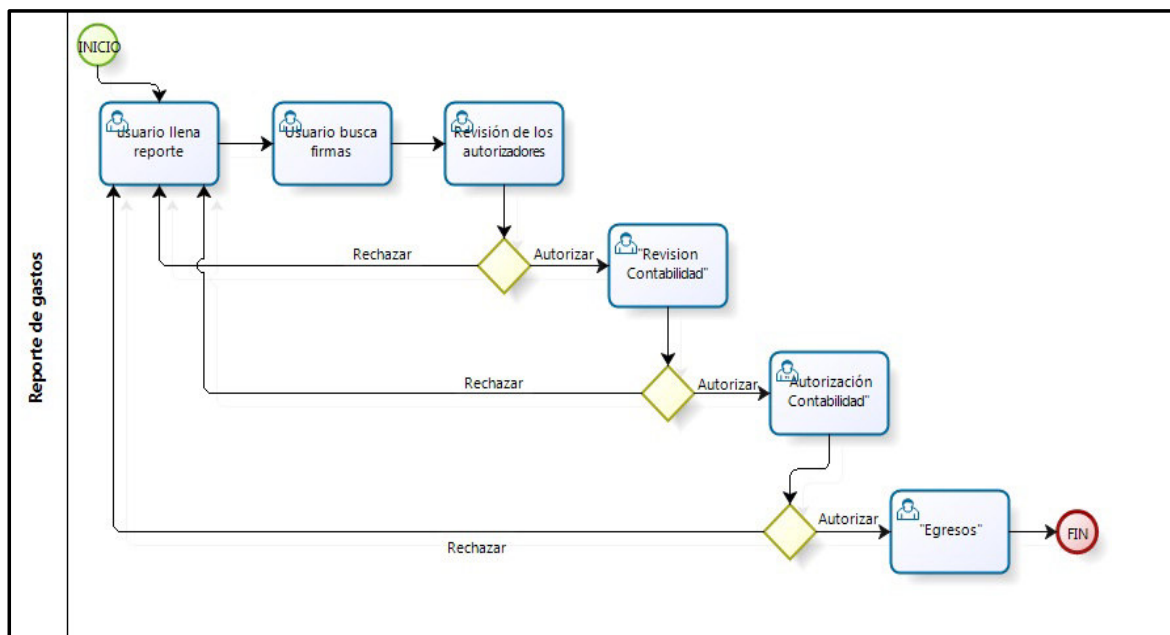 Reporte de gastos
INICIO
usuario llena
reporte
Usuario busca
firmas
Revisión de los
autorizadores
Rechazar
Autorizar
"Revision
Contabilidad"
Rechazar
Autorizar
"Autorización
Contabilidad"
Rechazar
Autorizar
"Egresos"
FIN